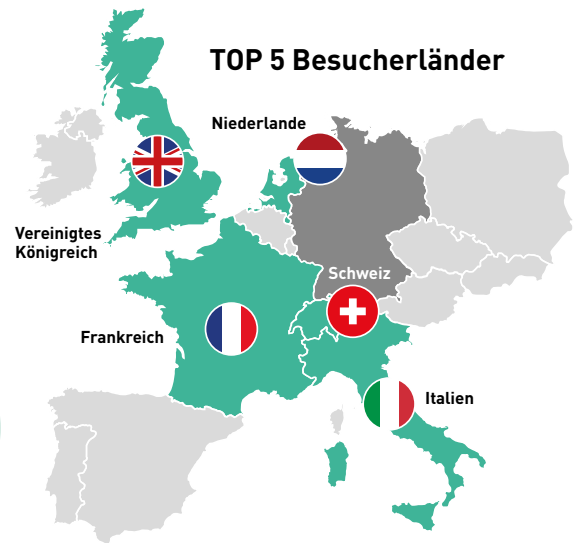 TOP 5 Besucherländer
Niederlande
Vereinigtes
Königreich
Schweiz
Frankreich
Italien